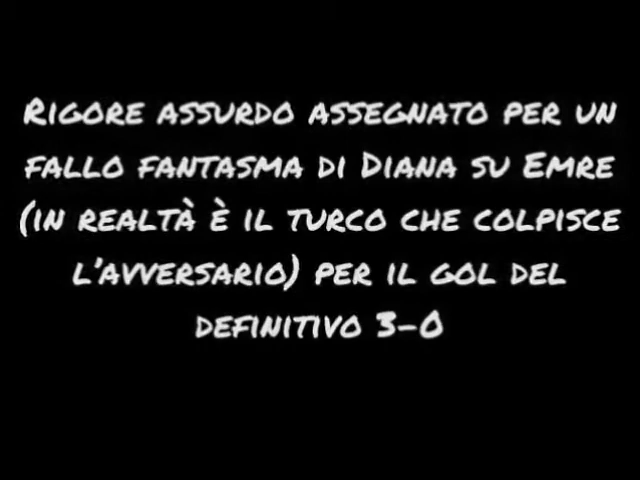 Rigore assurdo assegnato per un
fallo fantasma di Diana su Emre
(in realtà è il turco che colpisce
l'avversario) per il gol del
definitivo 3-0